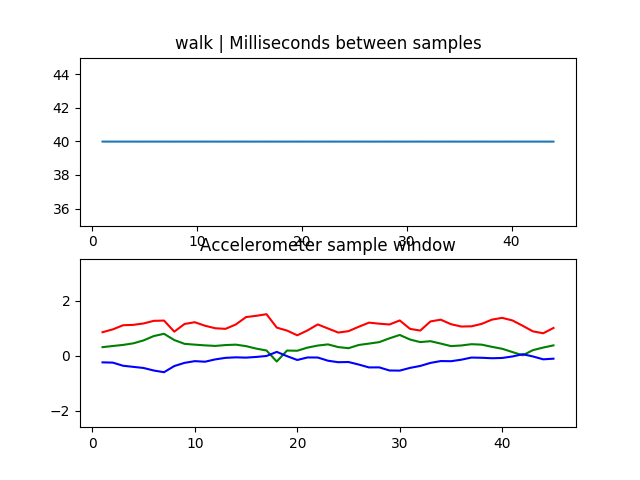 walk | Milliseconds between samples
44
42
40
38
36
0 10 20 30 40
Accelerometer sample window
2
0
−2
0 10 20 30 40